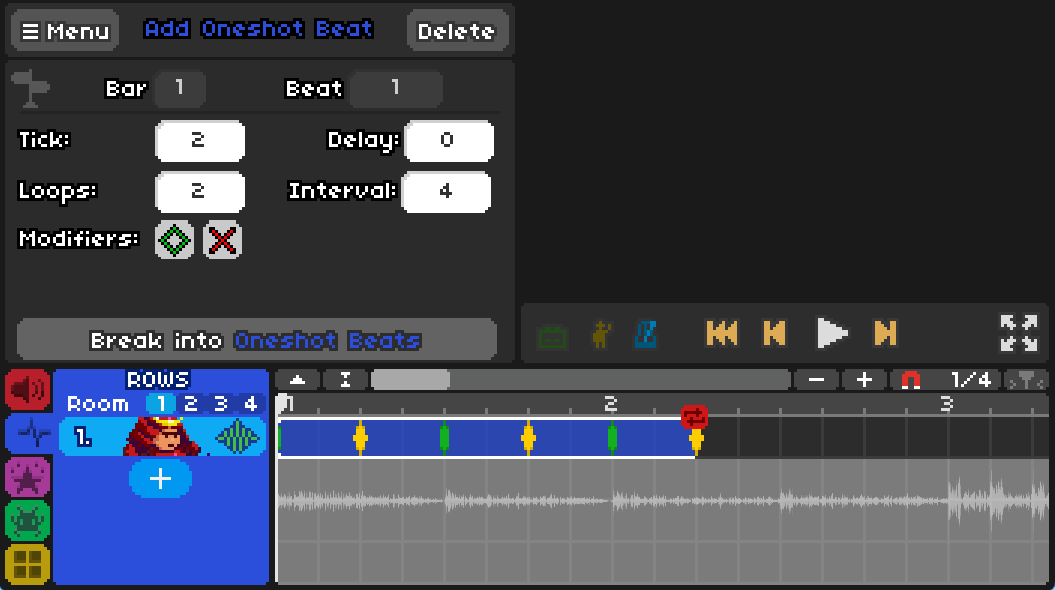 Menu Add Oneshot Beat Delete
Bar 1 Beat 1
Tick: 2 Delay: 0
Loops: 2 Interval: 4
Modifiers:
Break into Oneshot Beats
ROWS
Room 1 2 3 4
1.
- + 1/4
1 2 3
+